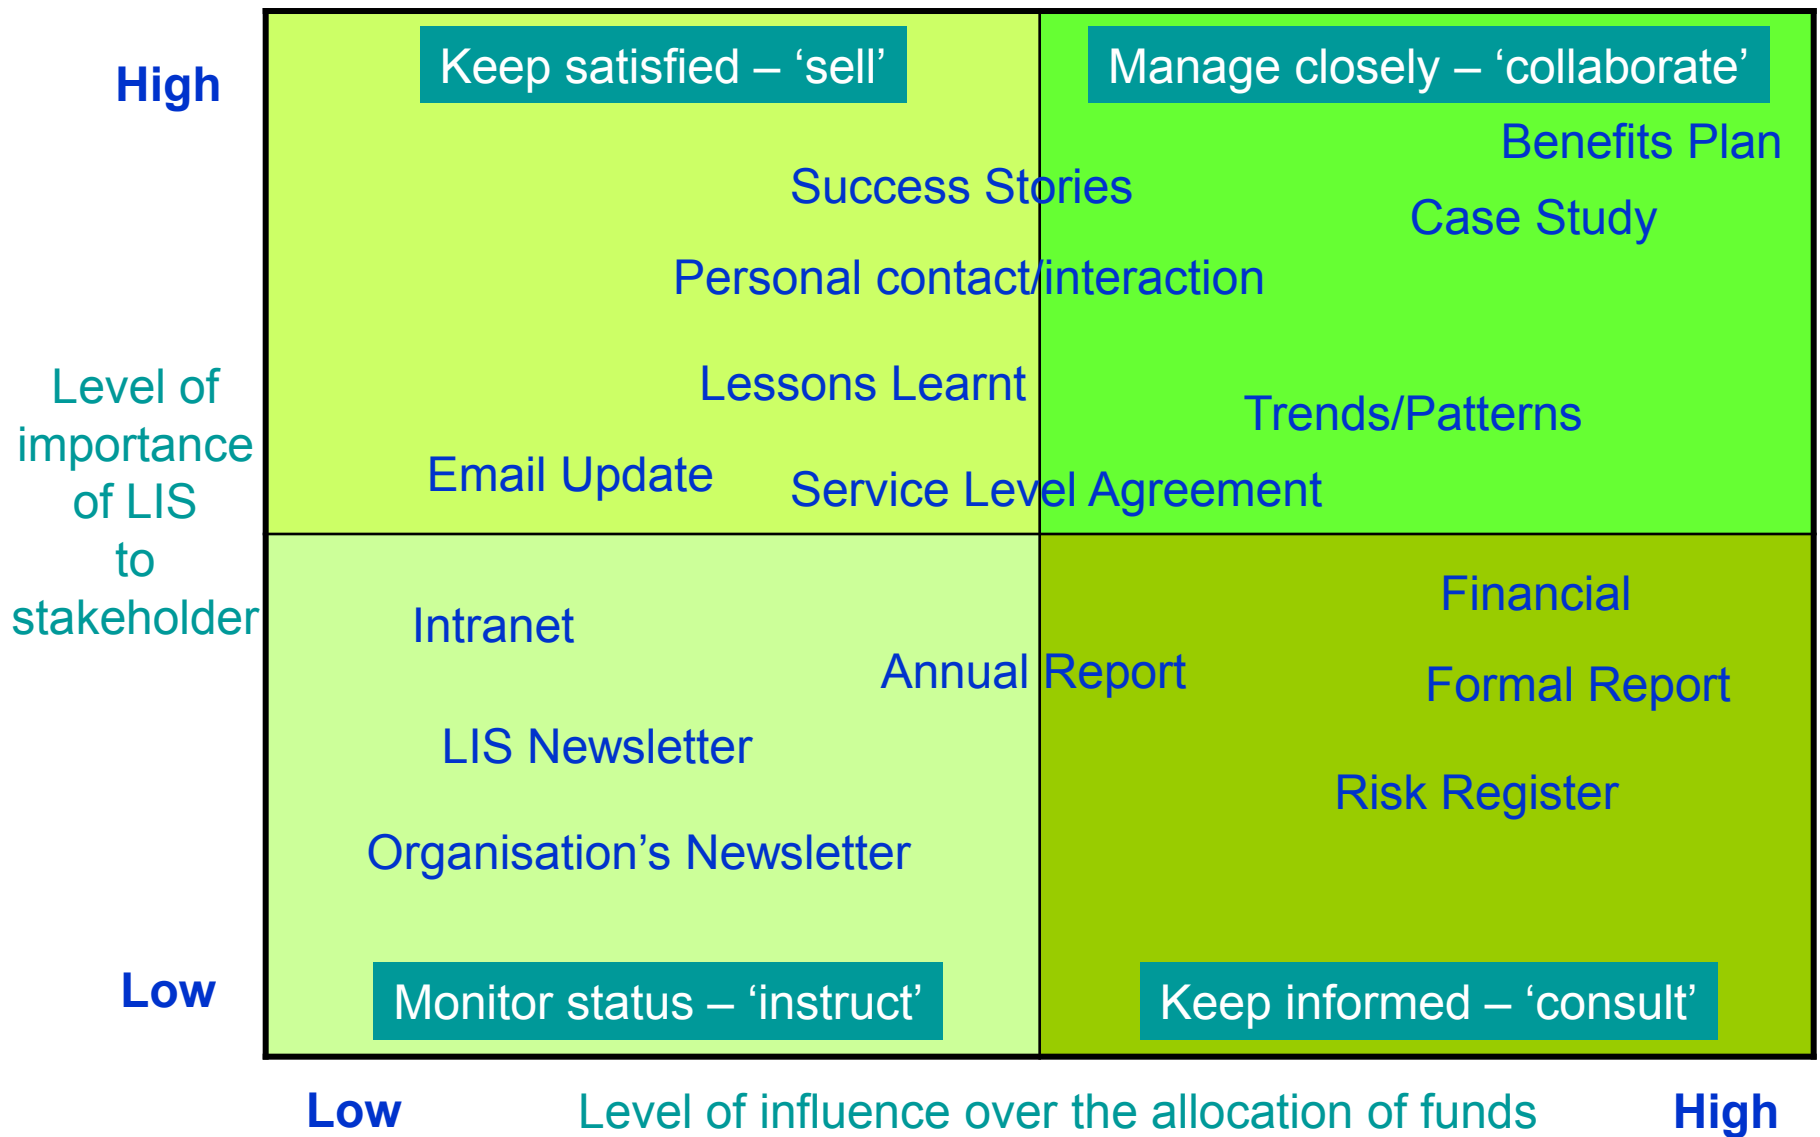 High
Keep satisfied – ‘sell’
Manage closely – ‘collaborate’
Benefits Plan
Success Stories
Case Study
Personal contact/interaction
Lessons Learnt
Trends/Patterns
Email Update
Service Level Agreement
Level of
importance
of LIS
to
stakeholder
Financial
Intranet
Annual Report
Formal Report
LIS Newsletter
Risk Register
Organisation’s Newsletter
Low
Monitor status – ‘instruct’
Keep informed – ‘consult’
Low
Level of influence over the allocation of funds
High